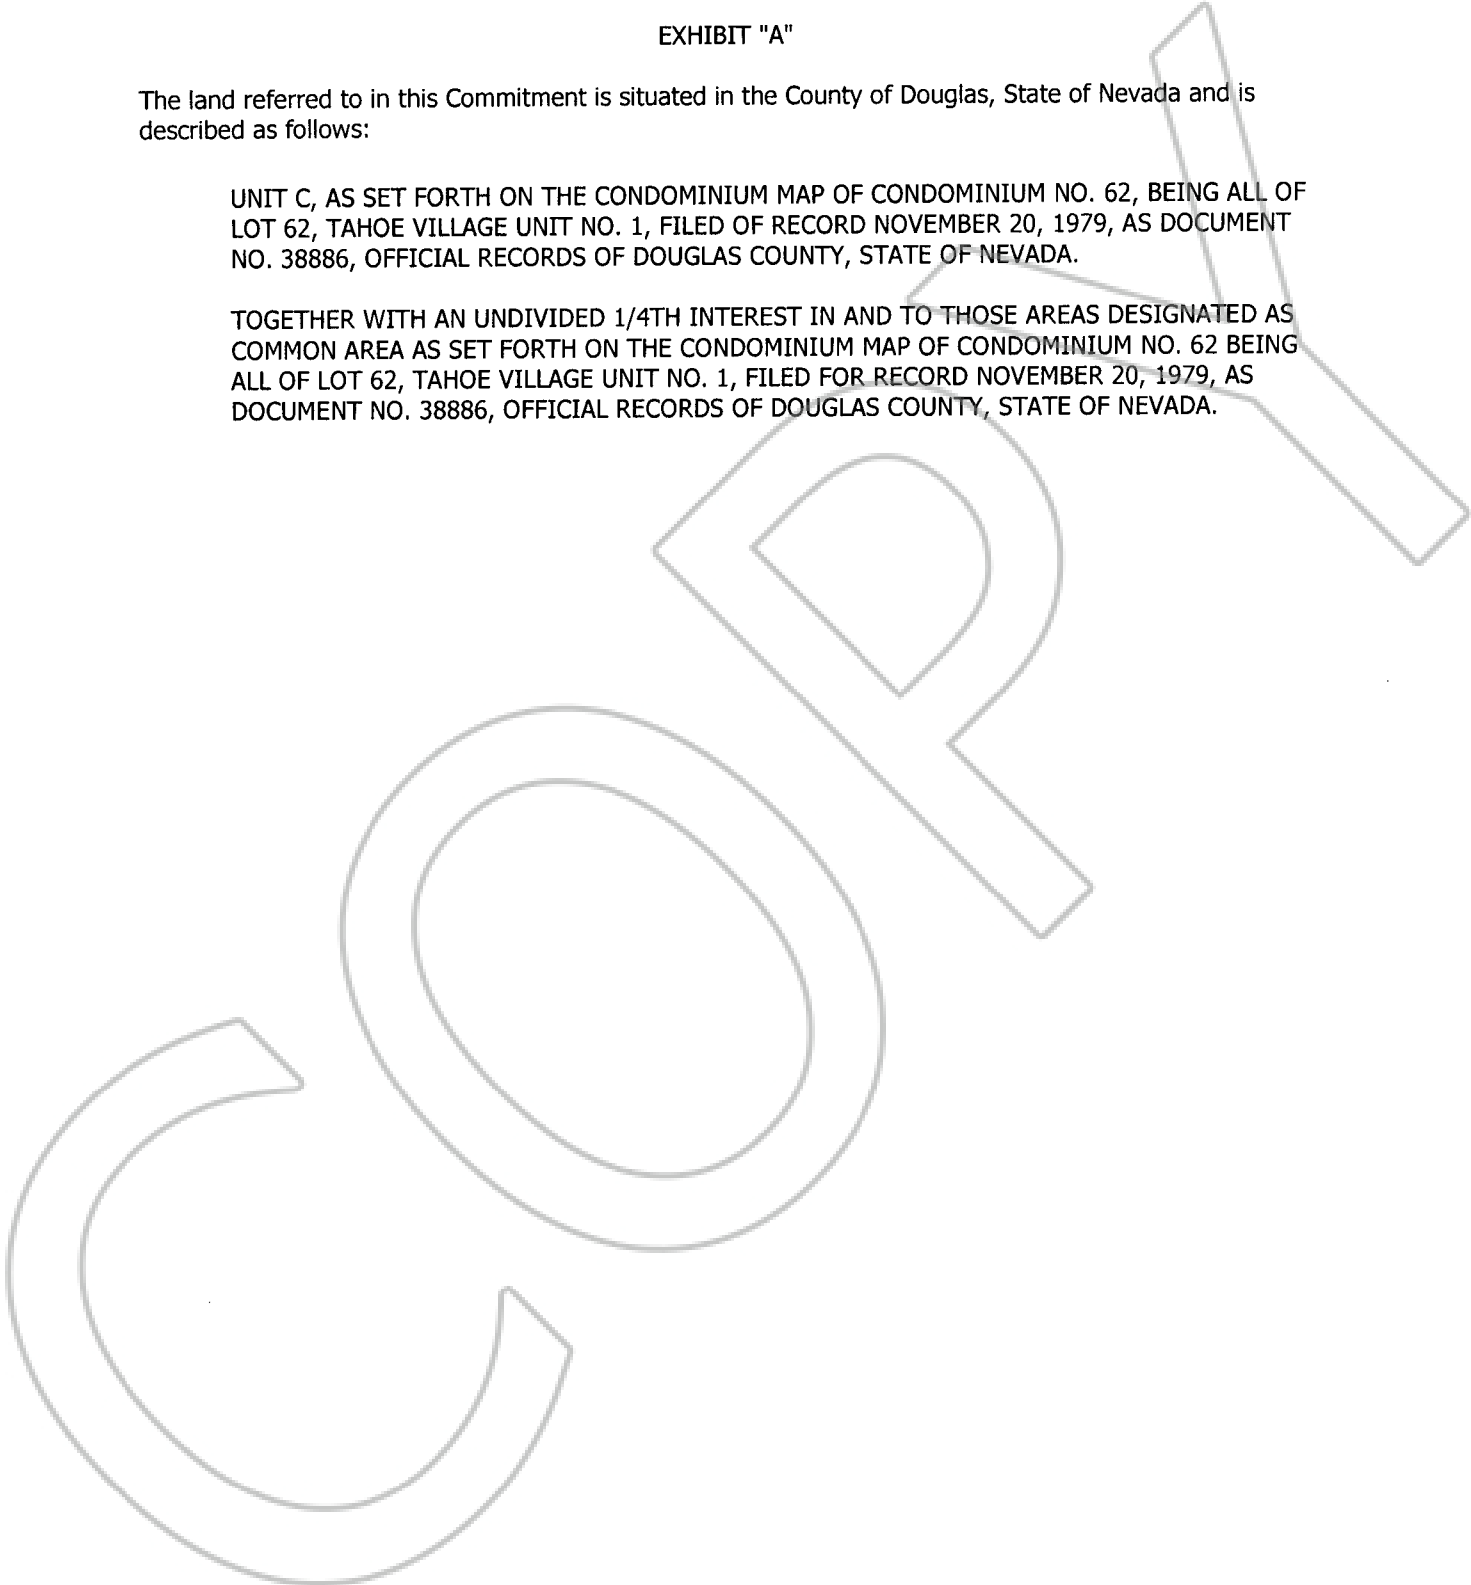 EXHIBIT "A"
The land referred to in this Commitment is situated in the County of Douglas, State of Nevada and is
described as follows:
UNIT C, AS SET FORTH ON THE CONDOMINIUM MAP OF CONDOMINIUM NO. 62, BEING ALL OF
LOT 62, TAHOE VILLAGE UNIT NO. 1, FILED OF RECORD NOVEMBER 20, 1979, AS DOCUMENT
NO. 38886, OFFICIAL RECORDS OF DOUGLAS COUNTY, STATE OF NEVADA.
TOGETHER WITH AN UNDIVIDED 1/4TH INTEREST IN AND TO THOSE AREAS DESIGNATED AS
COMMON AREA AS SET FORTH ON THE CONDOMINIUM MAP OF CONDOMINIUM NO. 62 BEING
ALL OF LOT 62, TAHOE VILLAGE UNIT NO. 1, FILED FOR RECORD NOVEMBER 20, 1979, AS
DOCUMENT NO. 38886, OFFICIAL RECORDS OF DOUGLAS COUNTY, STATE OF NEVADA.
COPY